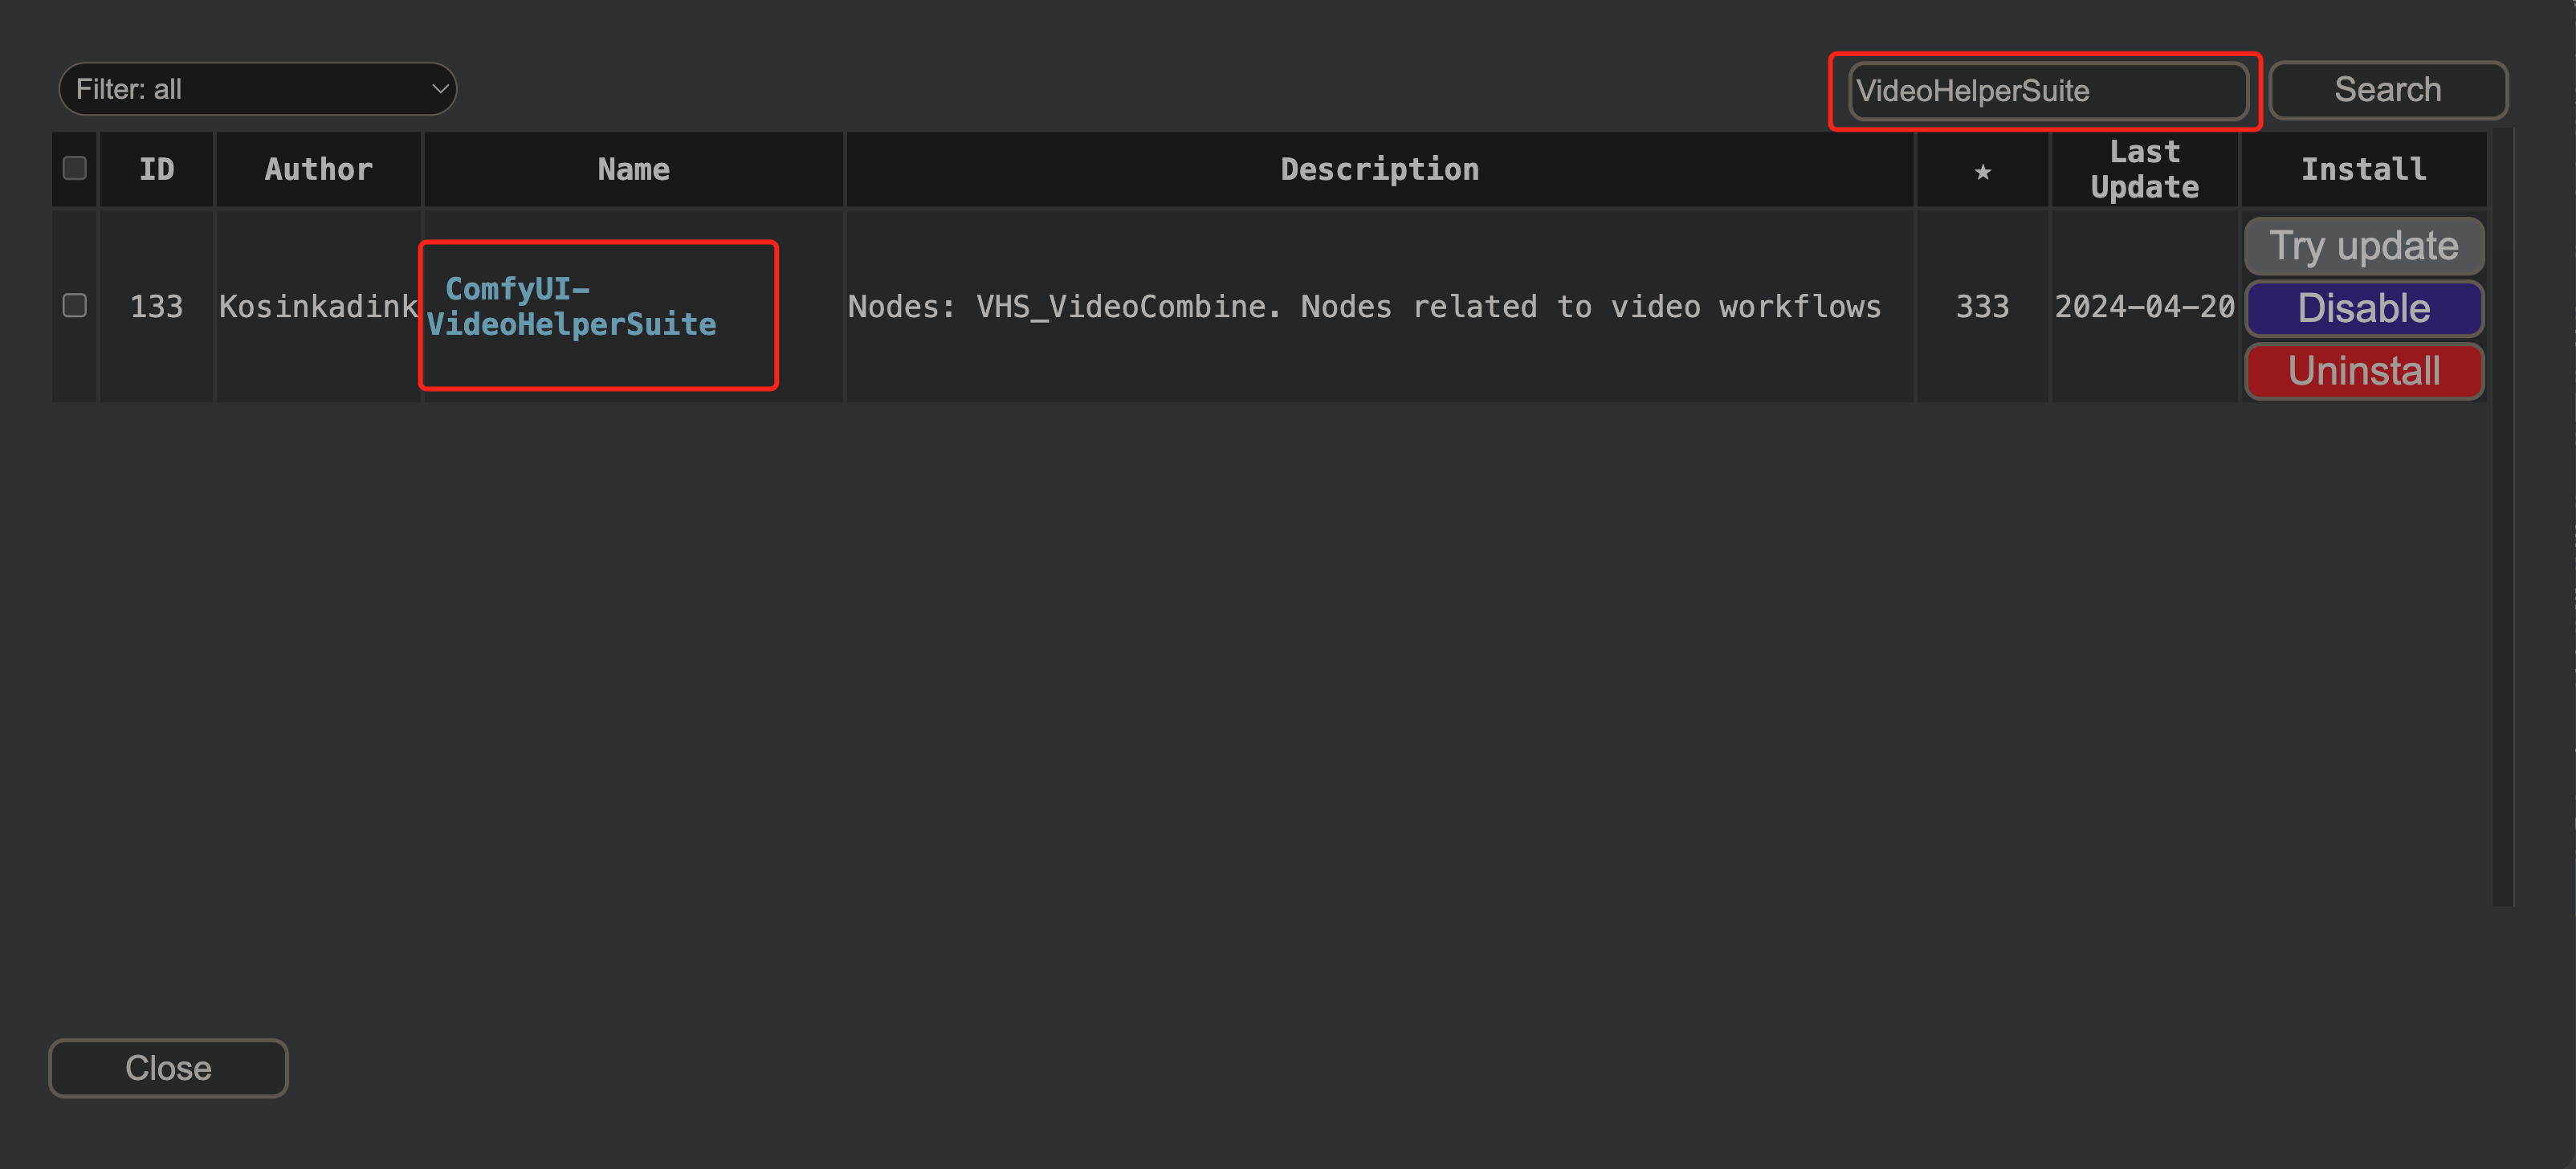 Filter: all
VideoHelperSuite
Search
ID
Author
Name
Description
★
Last
Update
Install
133
Kosinkadink
ComfyUI-
VideoHelperSuite
Nodes: VHS_VideoCombine. Nodes related to video workflows
333
2024-04-20
Try update
Disable
Uninstall
Close